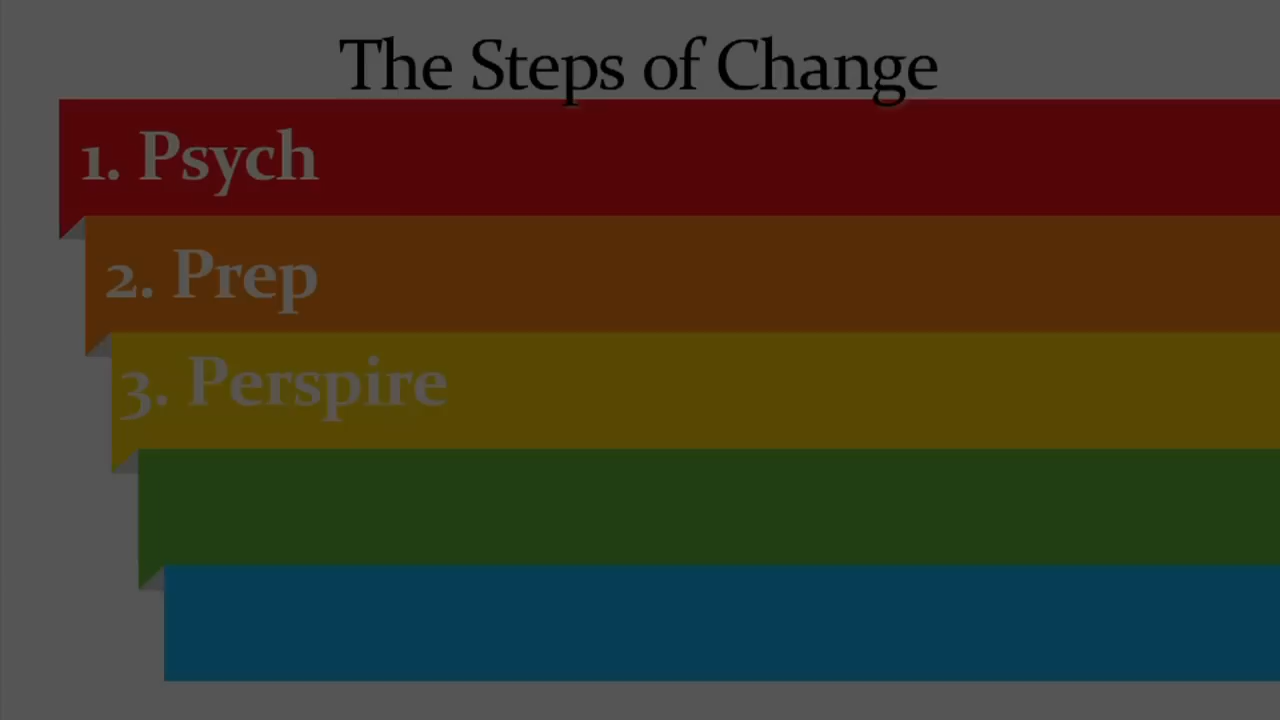 The Steps of Change
1. Psych
2. Prep
3. Perspire